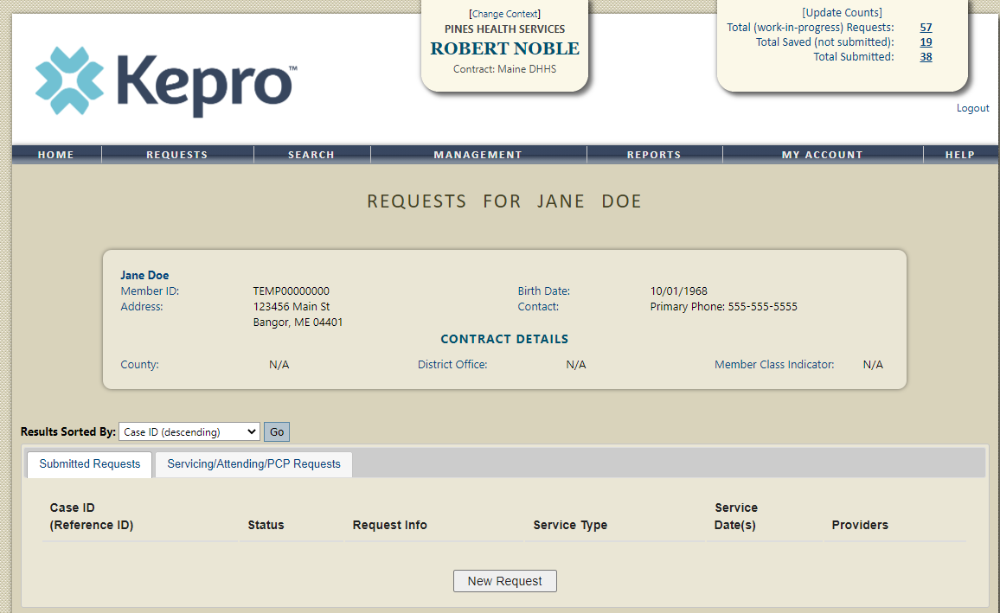 [Change Context]
PINES HEALTH SERVICES
ROBERT NOBLE
Contract: Maine DHHS
[Update Counts]
Total (work-in-progress) Requests: 57
Total Saved (not submitted): 19
Total Submitted: 38
Kepro™
Logout
HOME REQUESTS SEARCH MANAGEMENT REPORTS MY ACCOUNT HELP
REQUESTS FOR JANE DOE
Jane Doe
Member ID: TEMP00000000 Birth Date: 10/01/1968
Address: 123456 Main St Contact: Primary Phone: 555-555-5555
Bangor, ME 04401
CONTRACT DETAILS
County: N/A District Office: N/A Member Class Indicator: N/A
Results Sorted By: Case ID (descending) Go
Submitted Requests Servicing/Attending/PCP Requests
Case ID Service
(Reference ID) Status Request Info Service Type Date(s) Providers
New Request